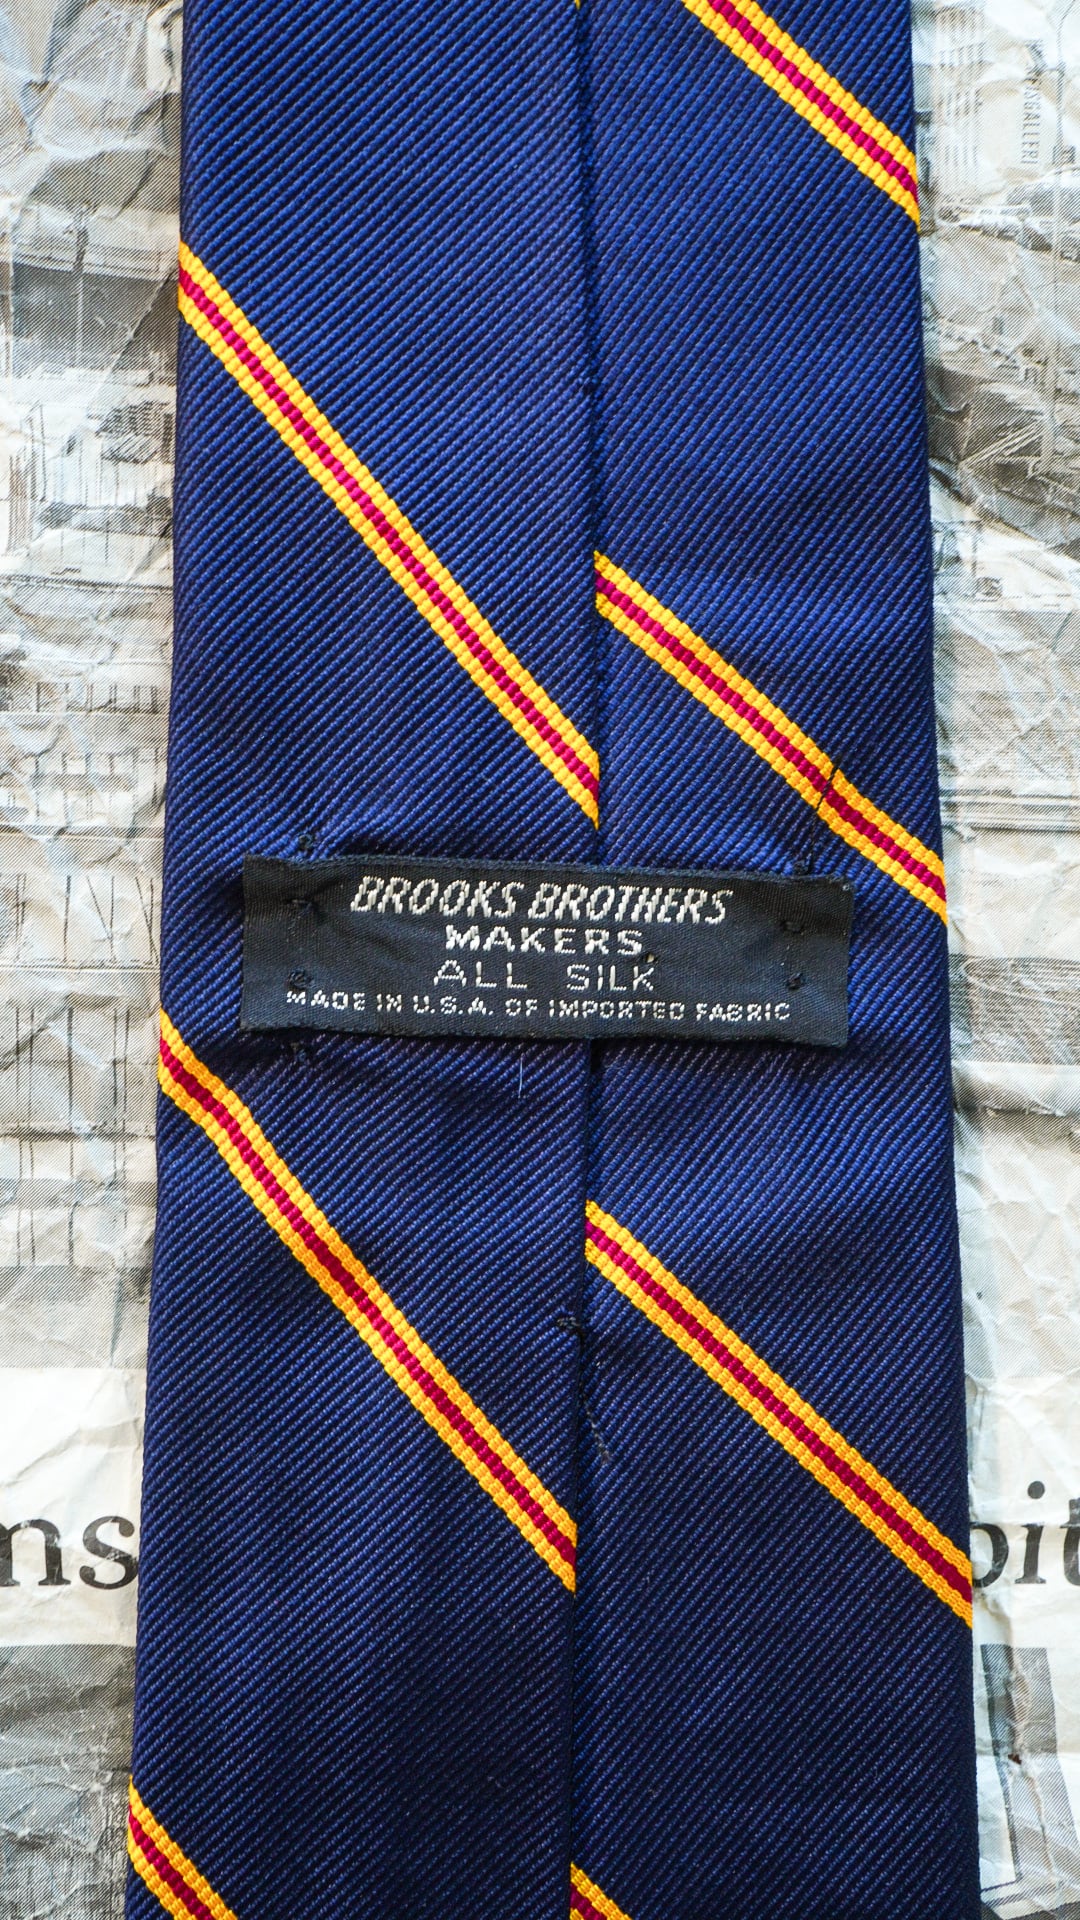 BROOKS BROTHERS
MAKERS
ALL SILK
MADE IN U.S.A. OF IMPORTED FABRIC